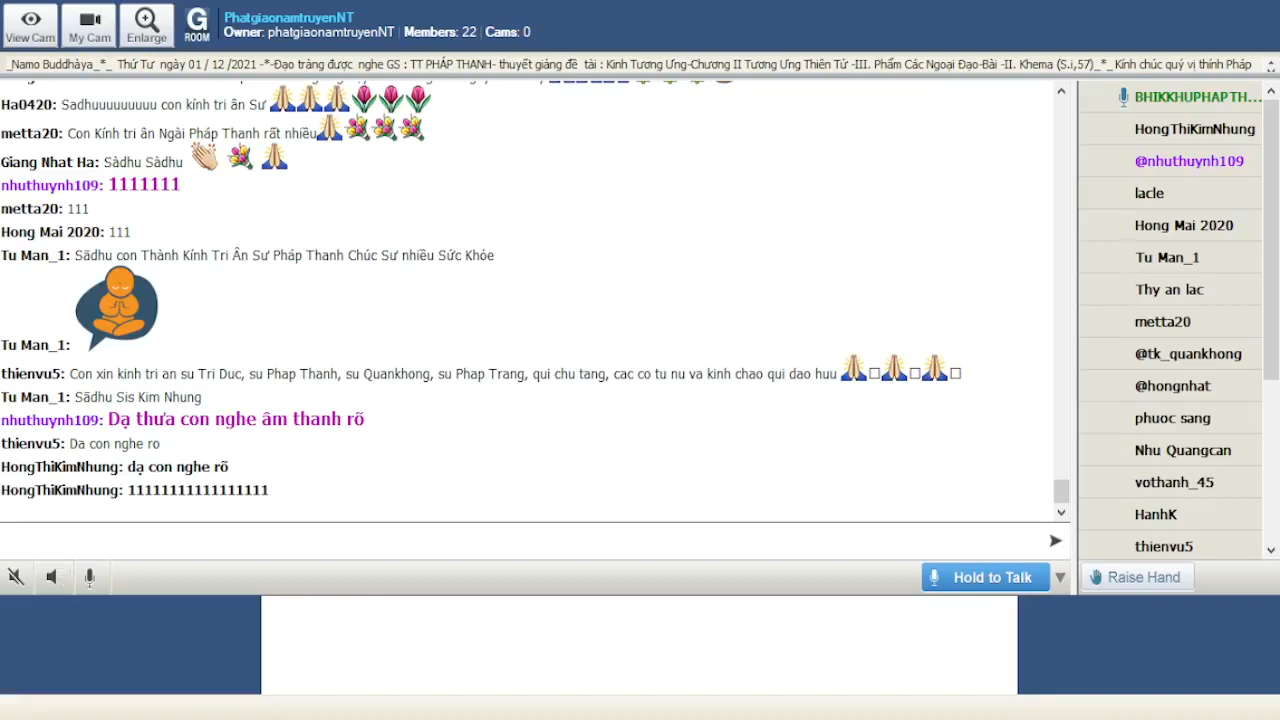 View Cam
My Cam
Enlarge
G
ROOM
PhatgiaonamtruyenNT
Owner: phatgiaonamtruyenNT | Members: 22 | Cams: 0
_Namo Buddhàya_*_ Thứ Tư ngày 01 / 12 /2021 -*-Đạo tràng được nghe GS : TT PHÁP THANH- thuyết giảng đề tài : Kinh Tương Ưng-Chương II Tương Ưng Thiên Tử -III. Phẩm Các Ngoại Đạo-Bài -II. Khema (S.i,57)_*_Kính chúc quý vị thính Pháp
Ha0420: Sadhuuuuuuuuu con kính tri ân Sư
metta20: Con Kính tri ân Ngài Pháp Thanh rất nhiều
Giang Nhat Ha: Sàdhu Sàdhu
nhuthuynh109: 1111111
metta20: 111
Hong Mai 2020: 111
Tu Man_1: Sādhu con Thành Kính Tri Ân Sư Pháp Thanh Chúc Sư nhiều Sức Khỏe
Tu Man_1:
thienvu5: Con xin kinh tri an su Tri Duc, su Phap Thanh, su Quankhong, su Phap Trang, qui chu tang, cac co tu nu va kinh chao qui dao huu
Tu Man_1: Sādhu Sis Kim Nhung
nhuthuynh109: Dạ thưa con nghe âm thanh rõ
thienvu5: Da con nghe ro
HongThiKimNhung: dạ con nghe rõ
HongThiKimNhung: 11111111111111111
Hold to Talk
BHIKKHUPHAPTH...
HongThiKimNhung
@nhuthuynh109
lacle
Hong Mai 2020
Tu Man_1
Thy an lac
metta20
@tk_quankhong
@hongnhat
phuoc sang
Nhu Quangcan
vothanh_45
HanhK
thienvu5
Raise Hand